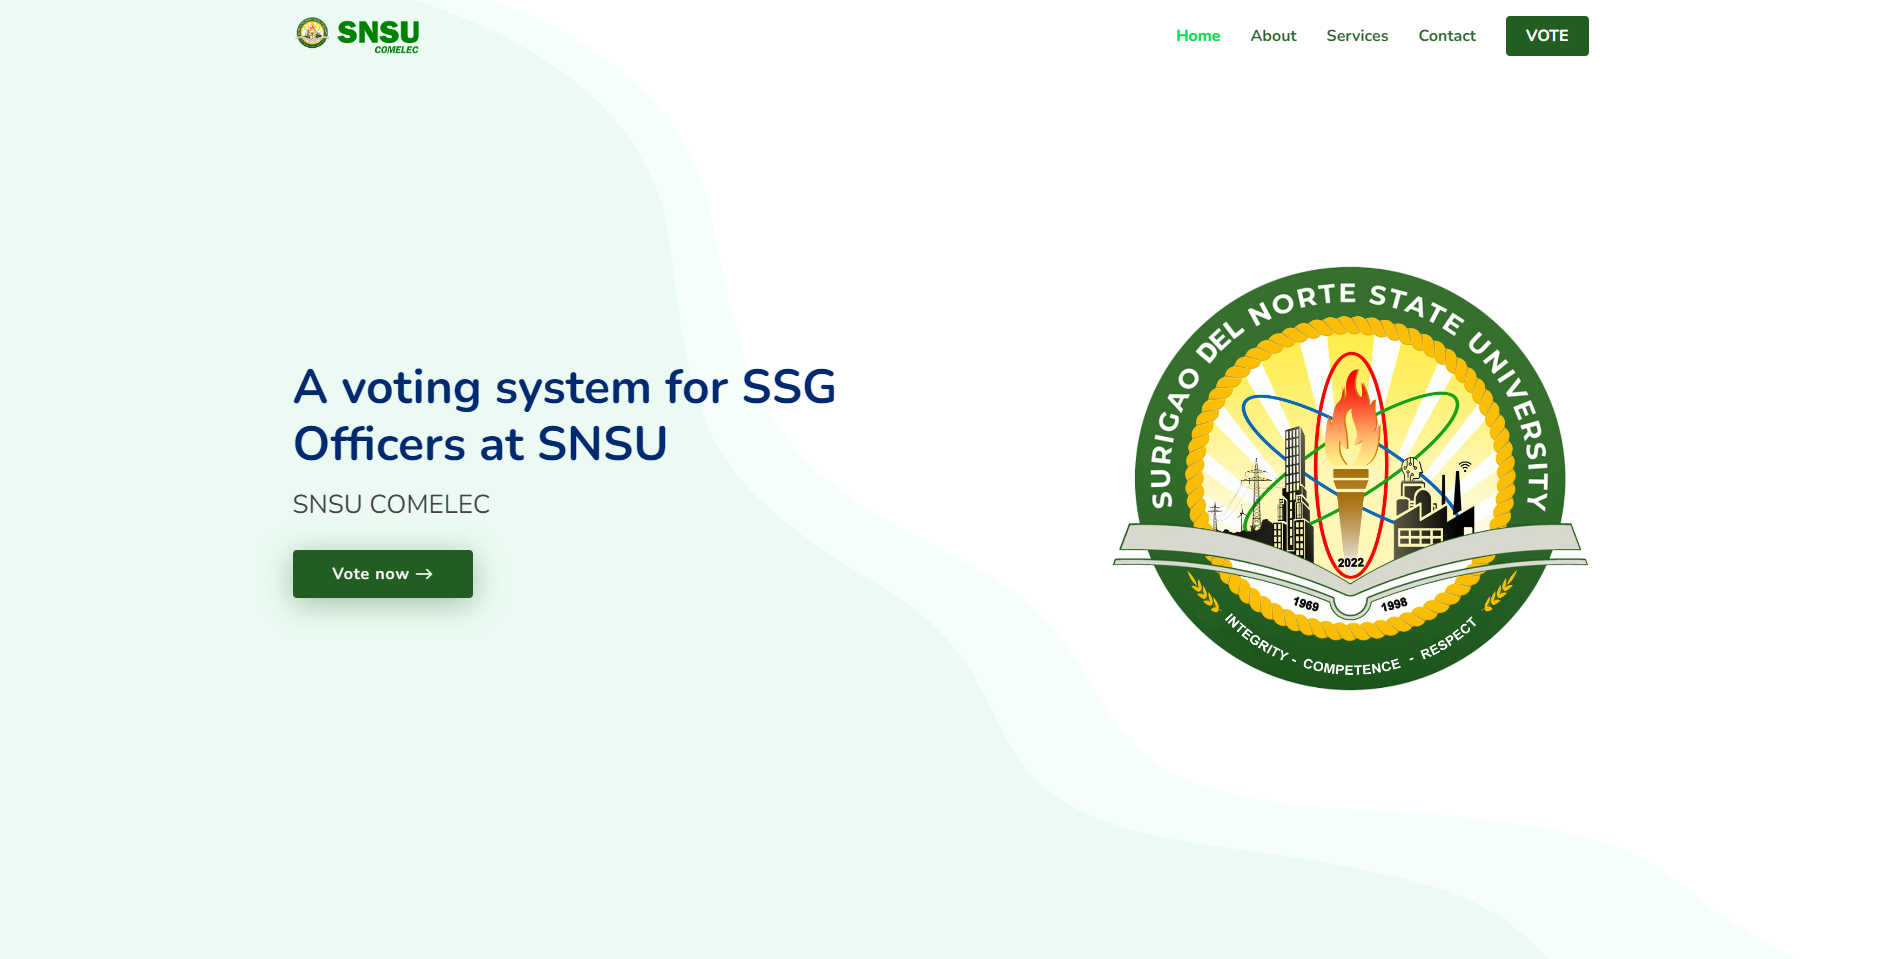 SNSU
COMELEC
Home
About
Services
Contact
VOTE
A voting system for SSG
Officers at SNSU
SNSU COMELEC
Vote now →
SURIGAO DEL NORTE STATE UNIVERSITY
2022
1969
1998
INTEGRITY - COMPETENCE - RESPECT